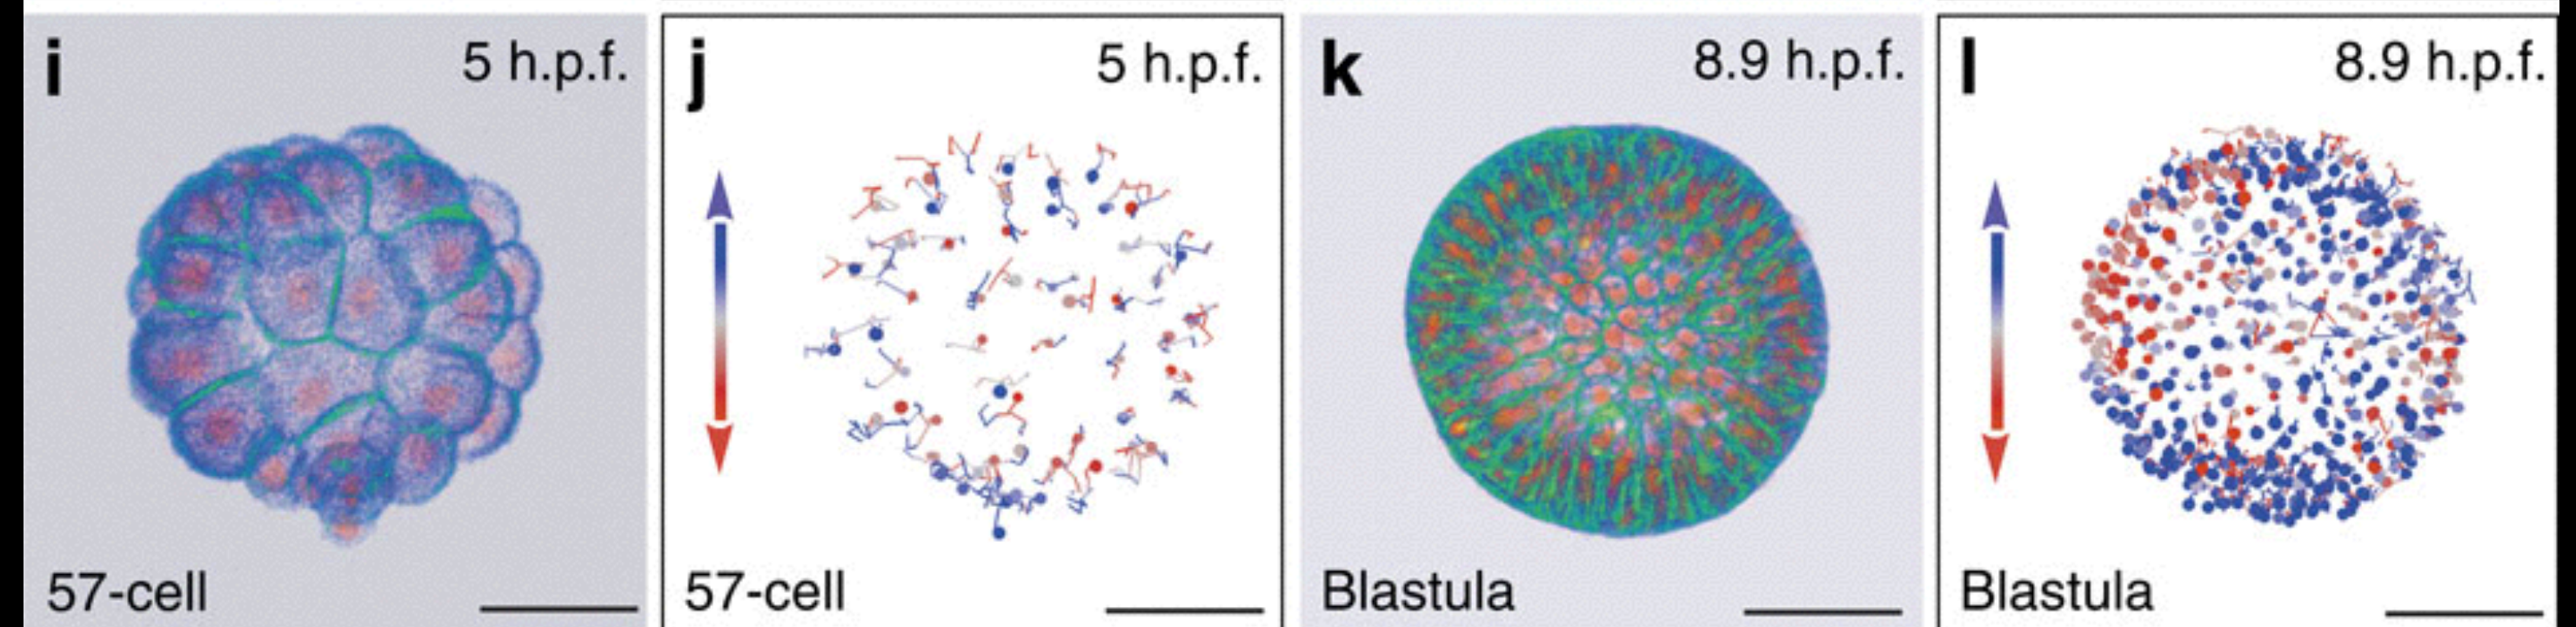 i
5 h.p.f.
57-cell
j
5 h.p.f.
57-cell
k
8.9 h.p.f.
Blastula
l
8.9 h.p.f.
Blastula